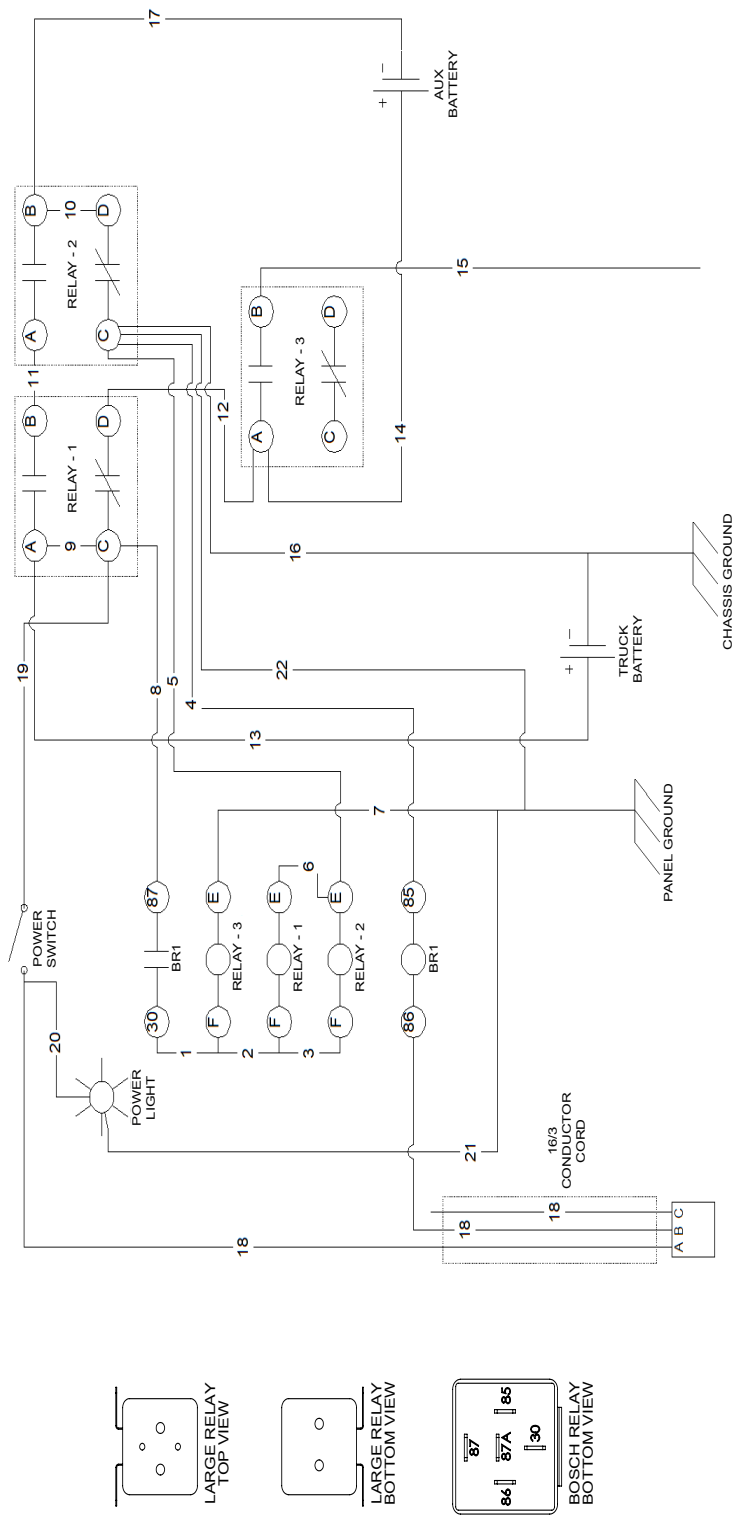 17
B
10
D
RELAY - 2
A
C
11
− +
AUX
BATTERY
B
D
RELAY - 1
A
9
C
12
B
D
RELAY - 3
A
C
15
14
16
CHASSIS GROUND
19
8
5
4
22
13
− +
TRUCK
BATTERY
POWER
SWITCH
87
BR1
30
E
RELAY - 3
F
E
6
RELAY - 1
F
E
RELAY - 2
F
85
BR1
86
7
PANEL GROUND
1
2
3
20
POWER
LIGHT
21
18
16/3
CONDUCTOR
CORD
18
18
A B C
LARGE RELAY
TOP VIEW
LARGE RELAY
BOTTOM VIEW
87
86
87A
85
30
BOSCH RELAY
BOTTOM VIEW